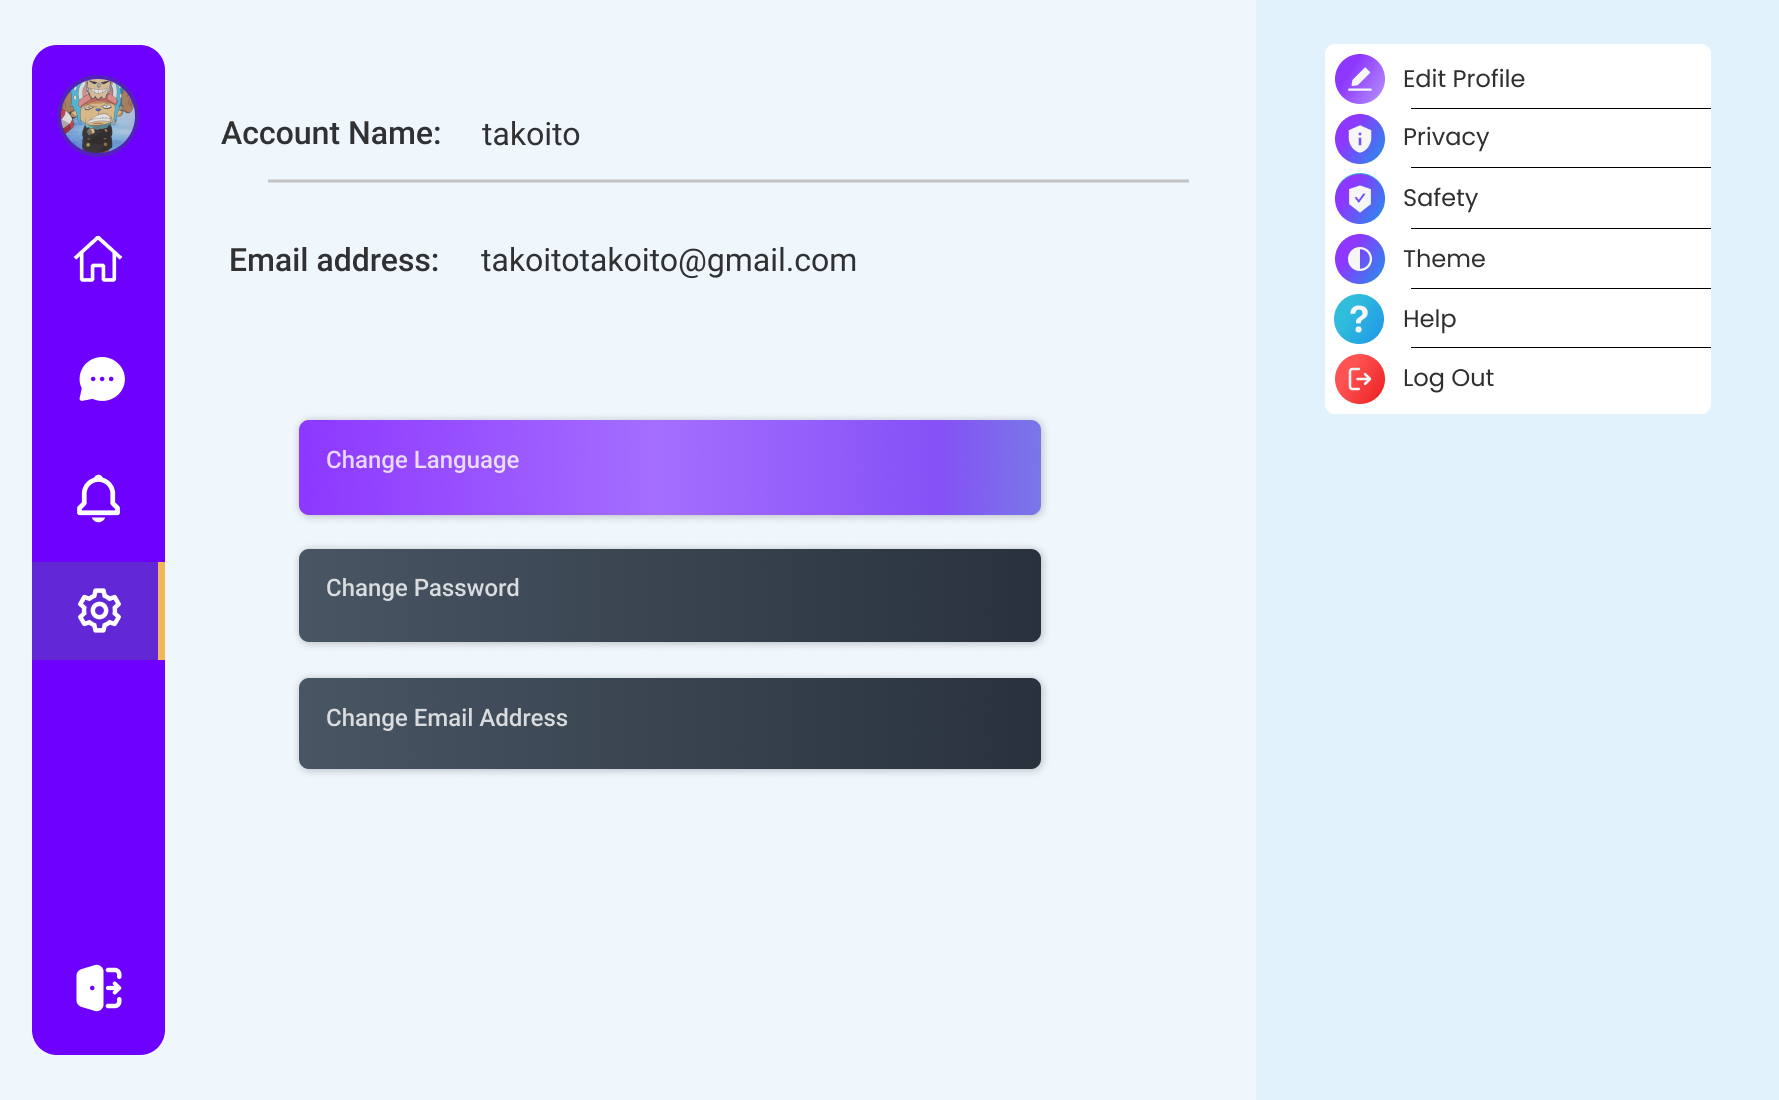 Account Name: takoito
Email address: takoitotakoito@gmail.com
Change Language
Change Password
Change Email Address
Edit Profile
Privacy
Safety
Theme
Help
Log Out